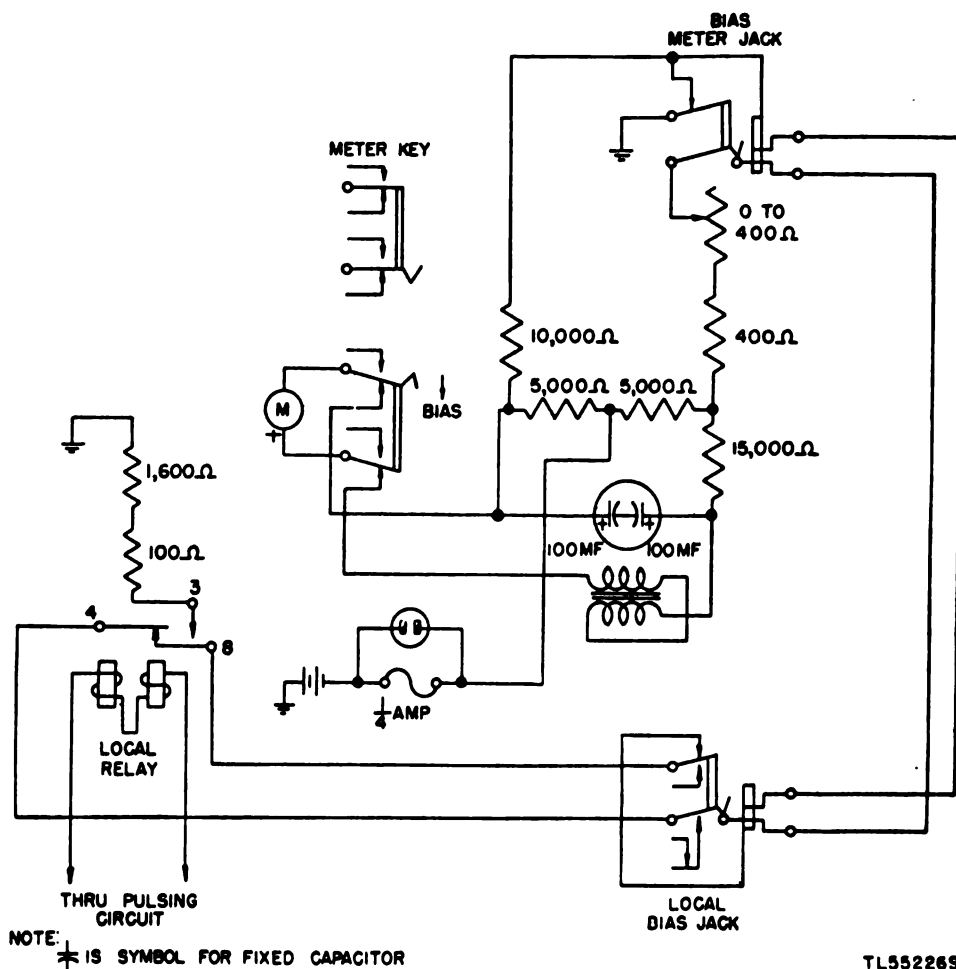 BIAS
METER JACK
METER KEY
0 TO
400Ω
10,000Ω
400Ω
5,000Ω 5,000Ω
BIAS
M
+
15,000Ω
1,600Ω
+ +
100MF 100MF
100Ω
3
4
8
1/4 AMP
LOCAL
RELAY
THRU PULSING
CIRCUIT
LOCAL
BIAS JACK
NOTE:
IS SYMBOL FOR FIXED CAPACITOR
TL55226S